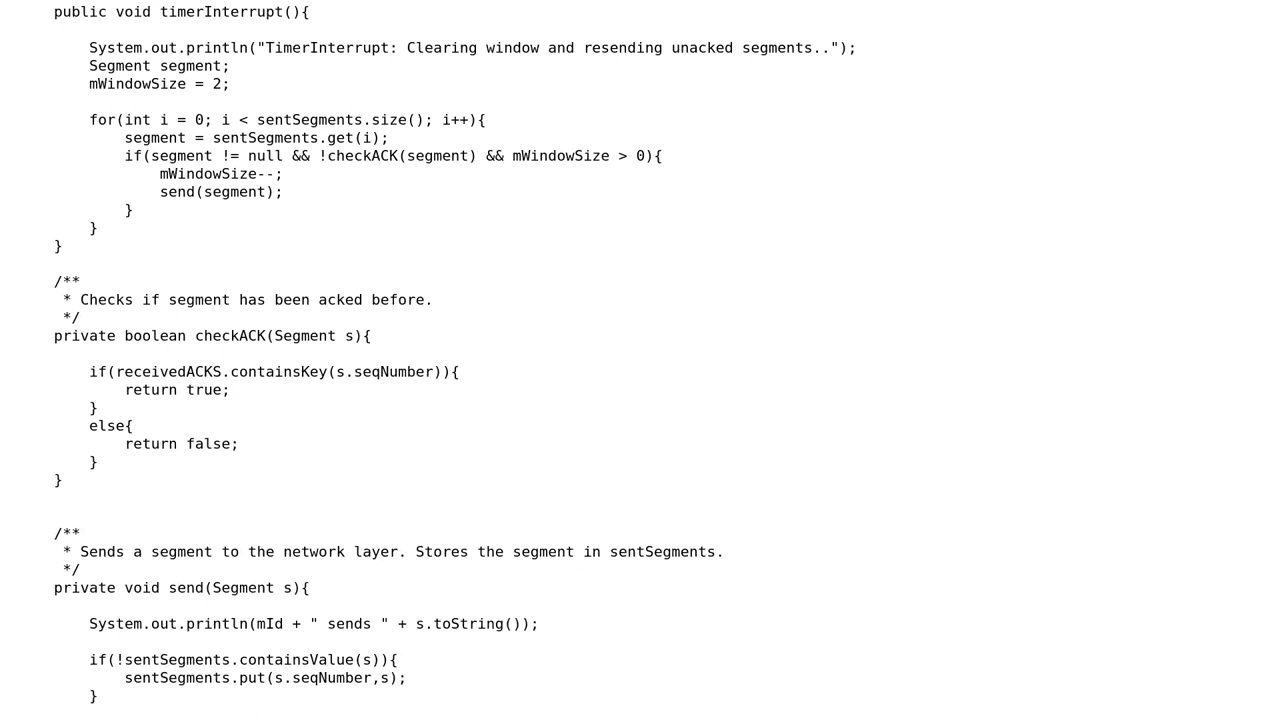 public void timerInterrupt(){
System.out.println("TimerInterrupt: Clearing window and resending unacked segments..");
Segment segment;
mWindowSize = 2;
for(int i = 0; i < sentSegments.size(); i++){
segment = sentSegments.get(i);
if(segment != null && !checkACK(segment) && mWindowSize > 0){
mWindowSize--;
send(segment);
}
}
}
/**
* Checks if segment has been acked before.
*/
private boolean checkACK(Segment s){
if(receivedACKS.containsKey(s.seqNumber)){
return true;
}
else{
return false;
}
}
/**
* Sends a segment to the network layer. Stores the segment in sentSegments.
*/
private void send(Segment s){
System.out.println(mId + " sends " + s.toString());
if(!sentSegments.containsValue(s)){
sentSegments.put(s.seqNumber,s);
}